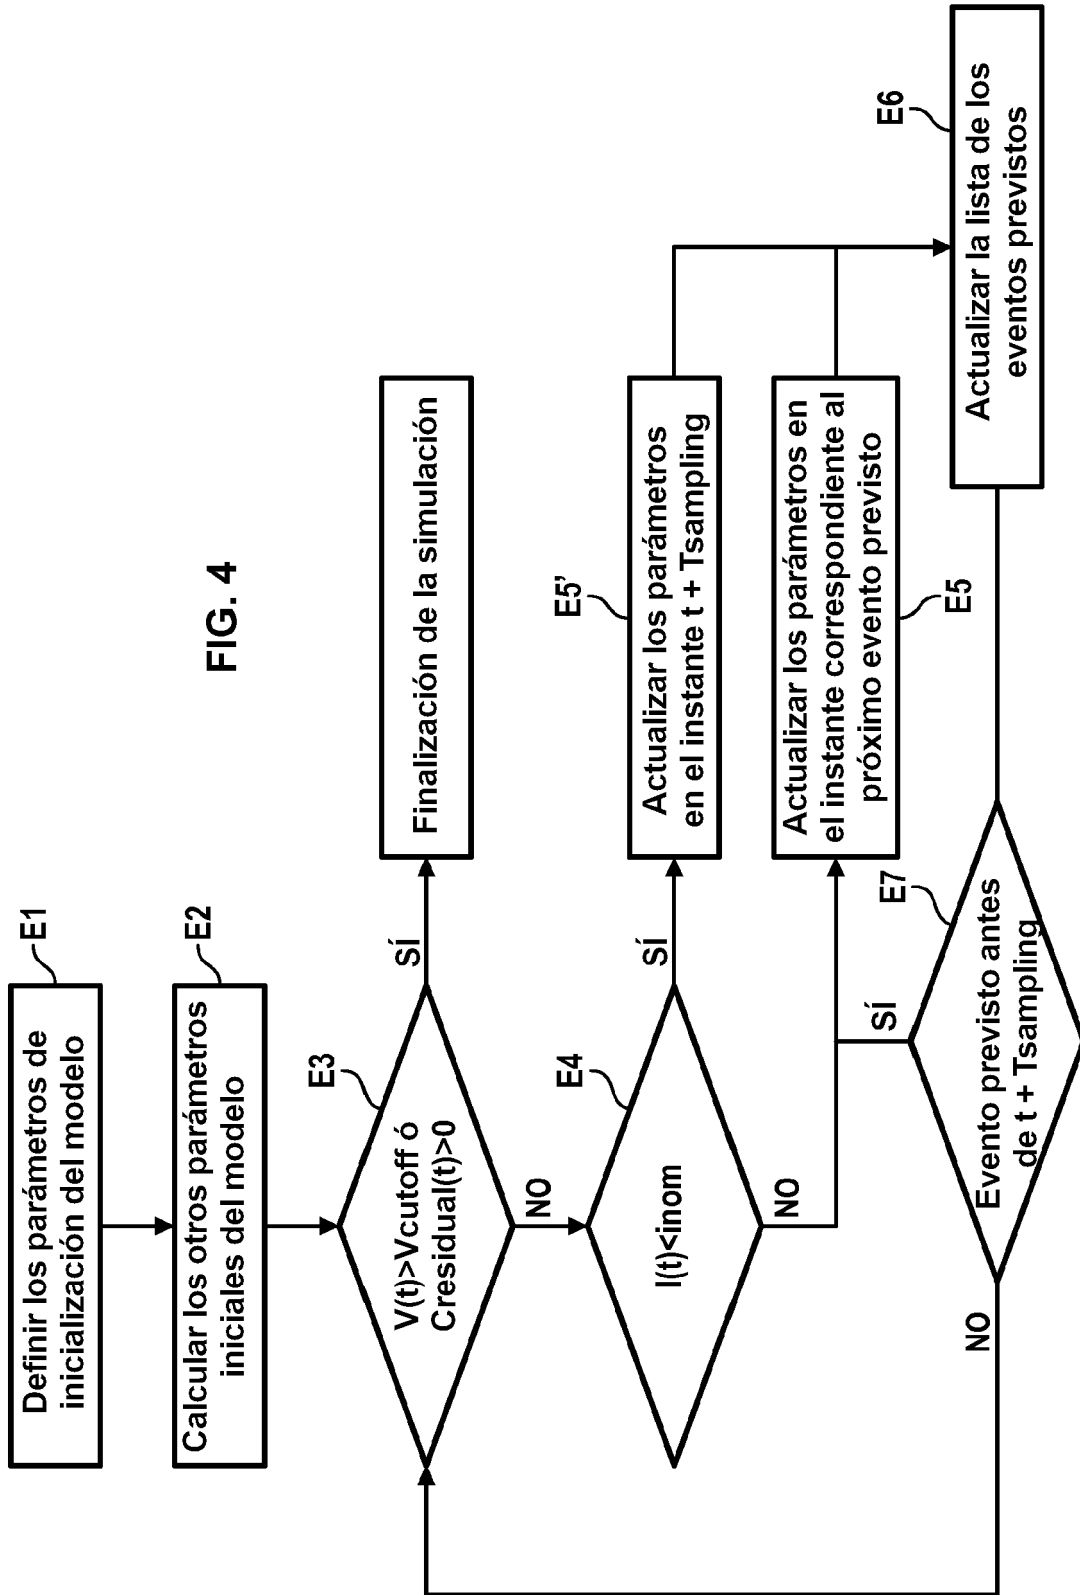 FIG. 4
Definir los parámetros de
inicialización del modelo
E1
Calcular los otros parámetros
iniciales del modelo
E2
V(t)>Vcutoff ó
Cresidual(t)>0
E3
SÍ
Finalización de la simulación
NO
I(t)<inom
E4
SÍ
Actualizar los parámetros
en el instante t + Tsampling
E5'
NO
Actualizar los parámetros en
el instante correspondiente al
próximo evento previsto
E5
Actualizar la lista de los
eventos previstos
E6
Evento previsto antes
de t + Tsampling
E7
SÍ
NO